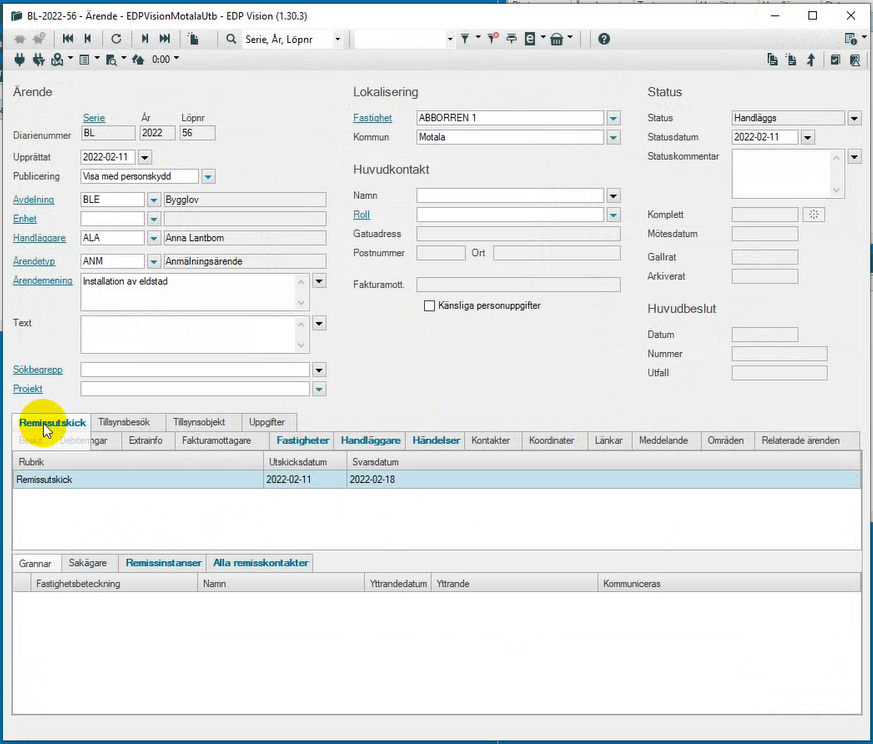 BL-2022-56 - Ärende - EDPVisionMotalaUtb - EDP Vision (1.30.3)
Serie, År, Löpnr
0:00
Ärende
Serie År Löpnr
Diarienummer BL 2022 56
Upprättat 2022-02-11
Publicering Visa med personskydd
Avdelning BLE Bygglov
Enhet
Handläggare ALA Anna Lantbom
Ärendetyp ANM Anmälningsärende
Ärendemening Installation av eldstad
Text
Sökbegrepp
Projekt
Lokalisering
Fastighet ABBORREN 1
Kommun Motala
Huvudkontakt
Namn
Roll
Gatuadress
Postnummer Ort
Fakturamott.
Känsliga personuppgifter
Status
Status Handläggs
Statusdatum 2022-02-11
Statuskommentar
Komplett
Mötesdatum
Gallrat
Arkiverat
Huvudbeslut
Datum
Nummer
Utfall
Remissutskick Tillsynsbesök Tillsynsobjekt Uppgifter
Beslut Debiteringar Extrainfo Fakturamottagare Fastigheter Handläggare Händelser Kontakter Koordinater Länkar Meddelande Områden Relaterade ärenden
Rubrik Utskicksdatum Svarsdatum
Remissutskick 2022-02-11 2022-02-18
Grannar Sakägare Remissinstanser Alla remisskontakter
Fastighetsbeteckning Namn Yttrandedatum Yttrande Kommuniceras